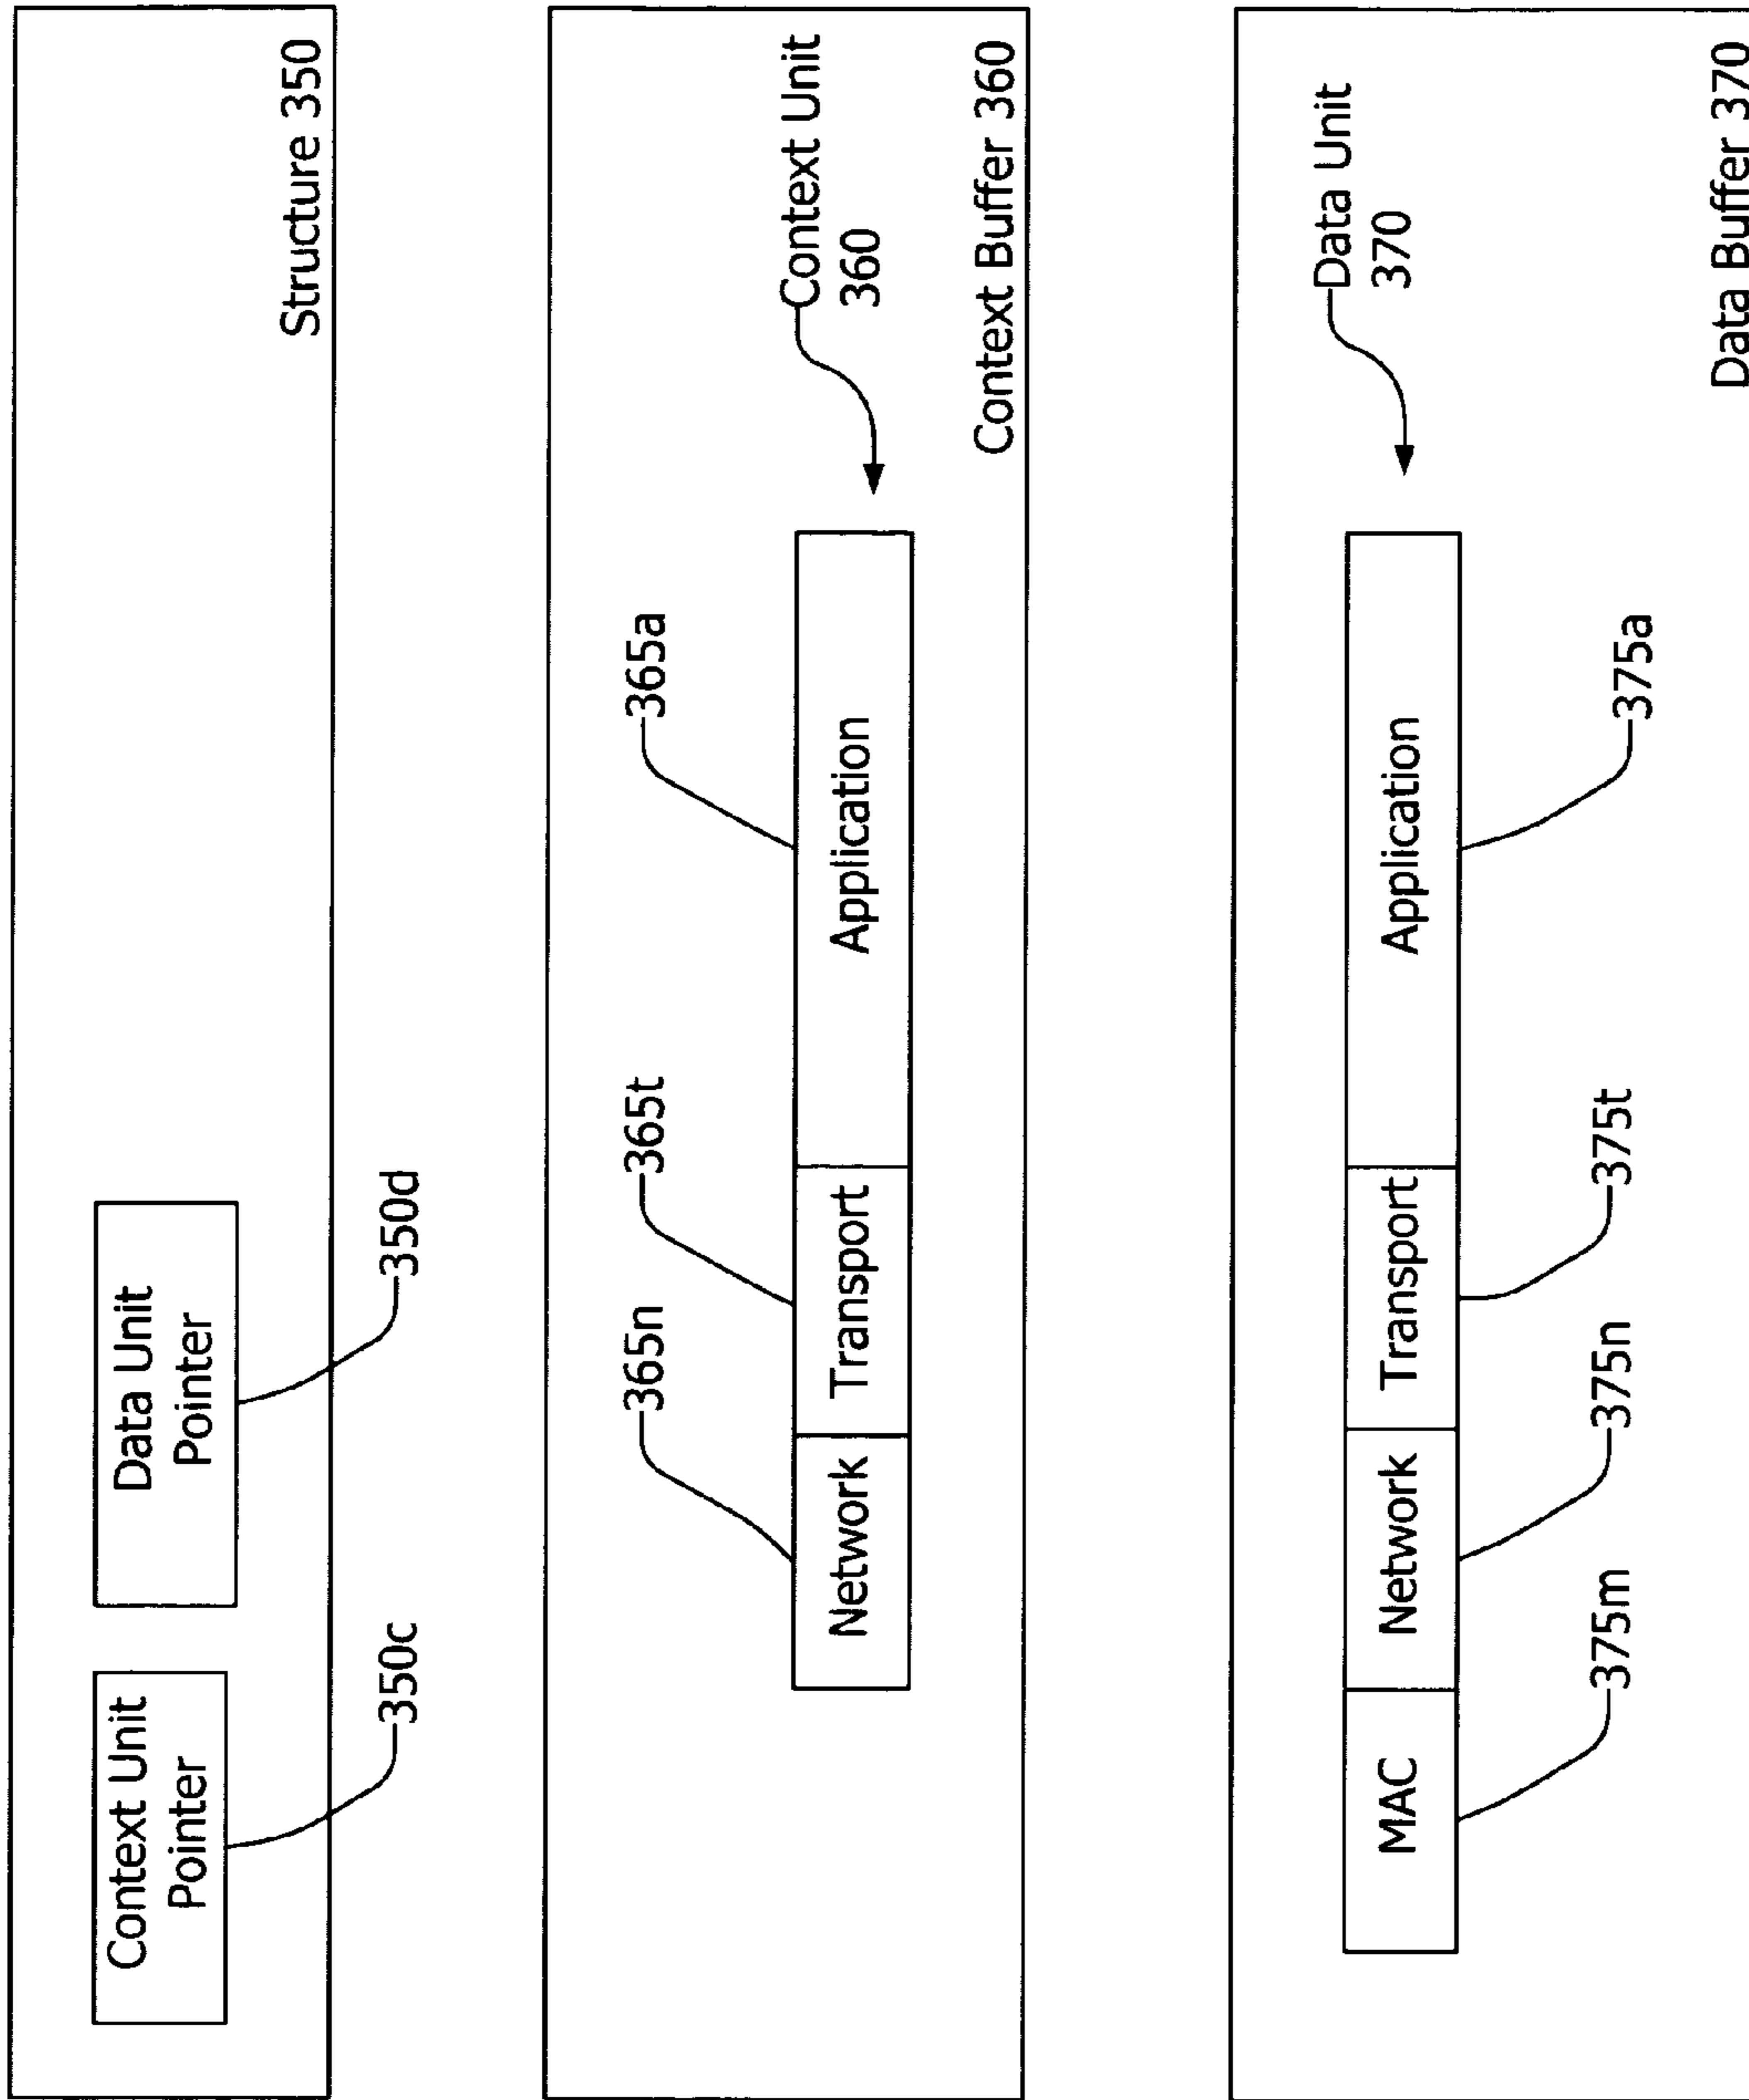 Context Unit
Pointer
Data Unit
Pointer
350c
350d
Structure 350
365n
365t
365a
Network
Transport
Application
Context Unit
360
Context Buffer 360
Data Unit
370
MAC
Network
Transport
Application
375m
375n
375t
375a
Data Buffer 370